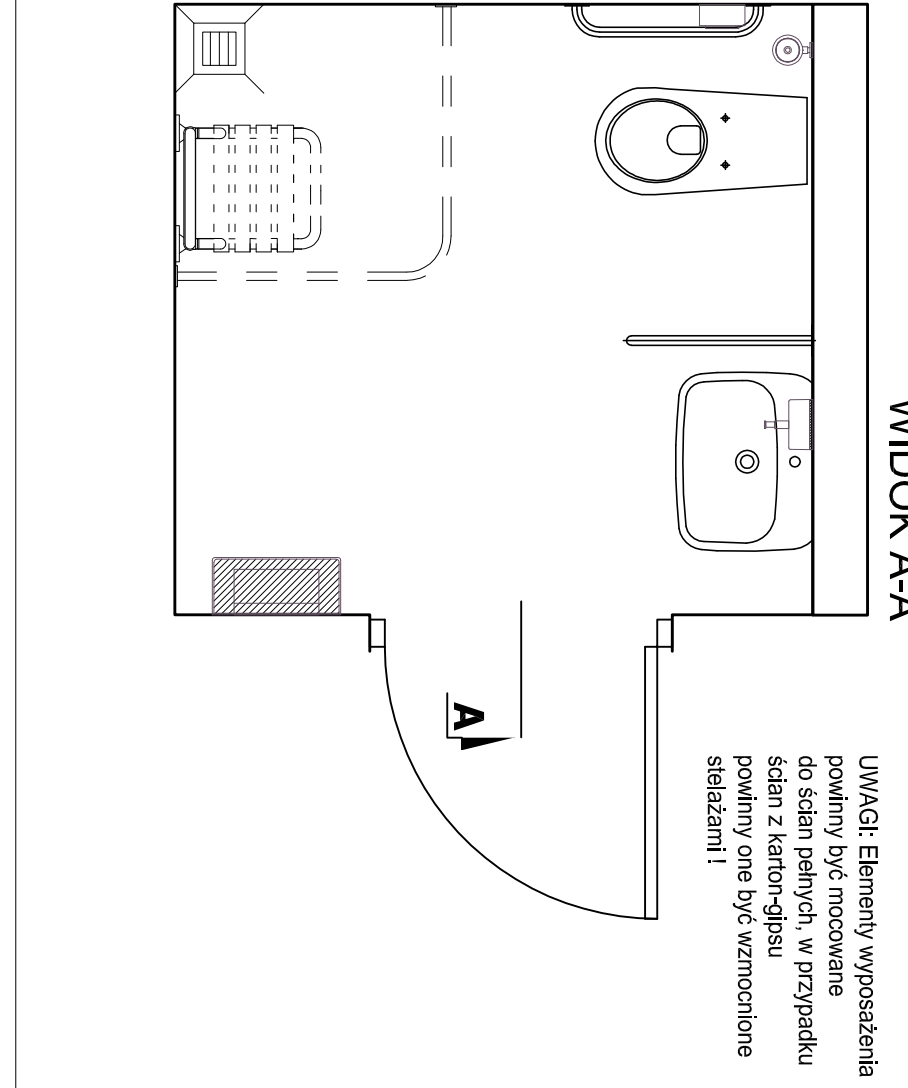 WIDOK A-A
UWAGI: Elementy wyposażenia
powinny być mocowane
do ścian pełnych, w przypadku
ścian z karton-gipsu
powinny one być wzmocnione
stelażami !
A